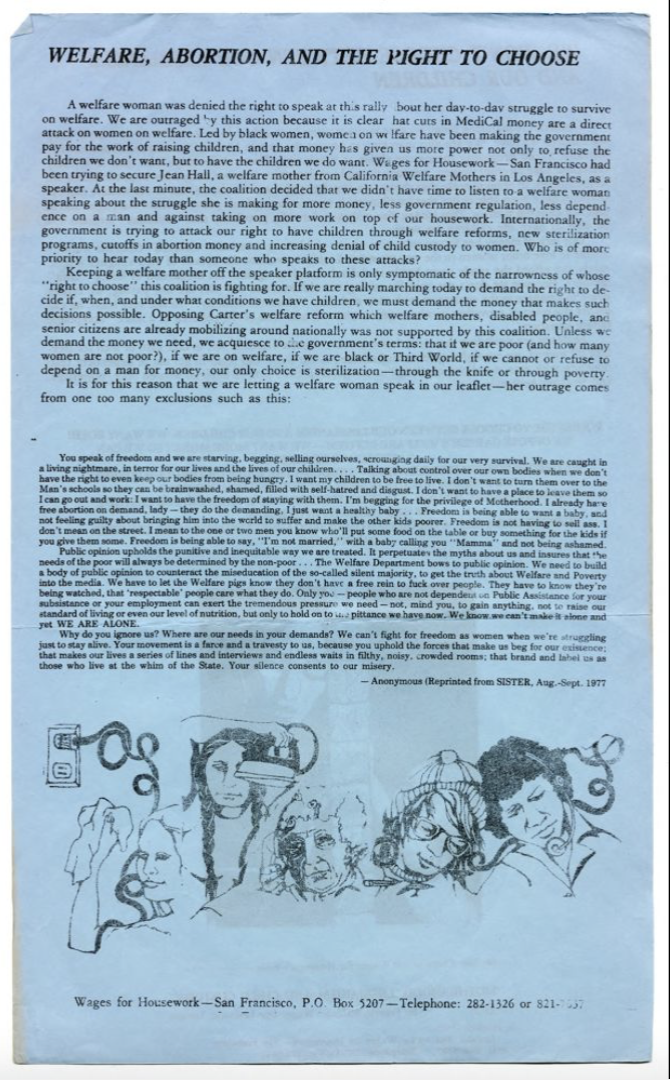 WELFARE, ABORTION, AND THE RIGHT TO CHOOSE
A welfare woman was denied the right to speak at this rally bout her day-to-day struggle to survive
on welfare. We are outraged by this action because it is clear hat cuts in MediCal money are a direct
attack on women on welfare. Led by black women, women on welfare have been making the government
pay for the work of raising children, and that money has given us more power not only to refuse the
children we don't want, but to have the children we do want. Wages for Housework—San Francisco had
been trying to secure Jean Hall, a welfare mother from California Welfare Mothers in Los Angeles, as a
speaker. At the last minute, the coalition decided that we didn't have time to listen to a welfare woman
speaking about the struggle she is making for more money, less government regulation, less depend
ence on a man and against taking on more work on top of our housework. Internationally, the
government is trying to attack our right to have children through welfare reforms, new sterilization
programs, cutoffs in abortion money and increasing denial of child custody to women. Who is of more
priority to hear today than someone who speaks to these attacks?
Keeping a welfare mother off the speaker platform is only symptomatic of the narrowness of whose
"right to choose" this coalition is fighting for. If we are really marching today to demand the right to de-
cide if, when, and under what conditions we have children, we must demand the money that makes such
decisions possible. Opposing Carter's welfare reform which welfare mothers, disabled people, and
senior citizens are already mobilizing around nationally was not supported by this coalition. Unless we
demand the money we need, we acquiesce to the government's terms: that if we are poor (and how many
women are not poor?), if we are on welfare, if we are black or Third World, if we cannot or refuse to
depend on a man for money, our only choice is sterilization—through the knife or through poverty.
It is for this reason that we are letting a welfare woman speak in our leaflet—her outrage comes
from one too many exclusions such as this:
You speak of freedom and we are starving, begging, selling ourselves, scrounging daily for our very survival. We are caught in
a living nightmare, in terror for our lives and the lives of our children. . . . Talking about control over our own bodies when we don't
have the right to even keep our bodies from being hungry. I want my children to be free to live. I don't want to turn them over to the
Man's schools so they can be brainwashed, shamed, filled with self-hatred and disgust. I don't want to have a place to leave them so
I can go out and work: I want to have the freedom of staying with them. I'm begging for the privilege of Motherhood. I already have
free abortion on demand, lady — they do the demanding, I just want a healthy baby . . . Freedom is being able to want a baby, and
not feeling guilty about bringing him into the world to suffer and make the other kids poorer. Freedom is not having to sell ass. I
don't mean on the street. I mean to the one or two men you know who'll put some food on the table or buy something for the kids if
you give them some. Freedom is being able to say, "I'm not married," with a baby calling you "Mamma" and not being ashamed.
Public opinion upholds the punitive and inequitable way we are treated. It perpetuates the myths about us and insures that the
needs of the poor will always be determined by the non-poor . . . The Welfare Department bows to public opinion. We need to build
a body of public opinion to counteract the miseducation of the so-called silent majority, to get the truth about Welfare and Poverty
into the media. We have to let the Welfare pigs know they don't have a free rein to fuck over people. They have to know they're
being watched, that 'respectable' people care what they do. Only you — people who are not dependent on Public Assistance for your
subsistance or your employment can exert the tremendous pressure we need — not, mind you, to gain anything, not to raise our
standard of living or even our level of nutrition, but only to hold on to the pittance we have now. We know we can't make it alone and
yet WE ARE ALONE.
Why do you ignore us? Where are our needs in your demands? We can't fight for freedom as women when we're struggling
just to stay alive. Your movement is a farce and a travesty to us, because you uphold the forces that make us beg for our existence;
that makes our lives a series of lines and interviews and endless waits in filthy, noisy, crowded rooms; that brand and label us as
those who live at the whim of the State. Your silence consents to our misery.
— Anonymous (Reprinted from SISTER, Aug.-Sept. 1977
Wages for Housework—San Francisco, P.O. Box 5207—Telephone: 282-1326 or 821-